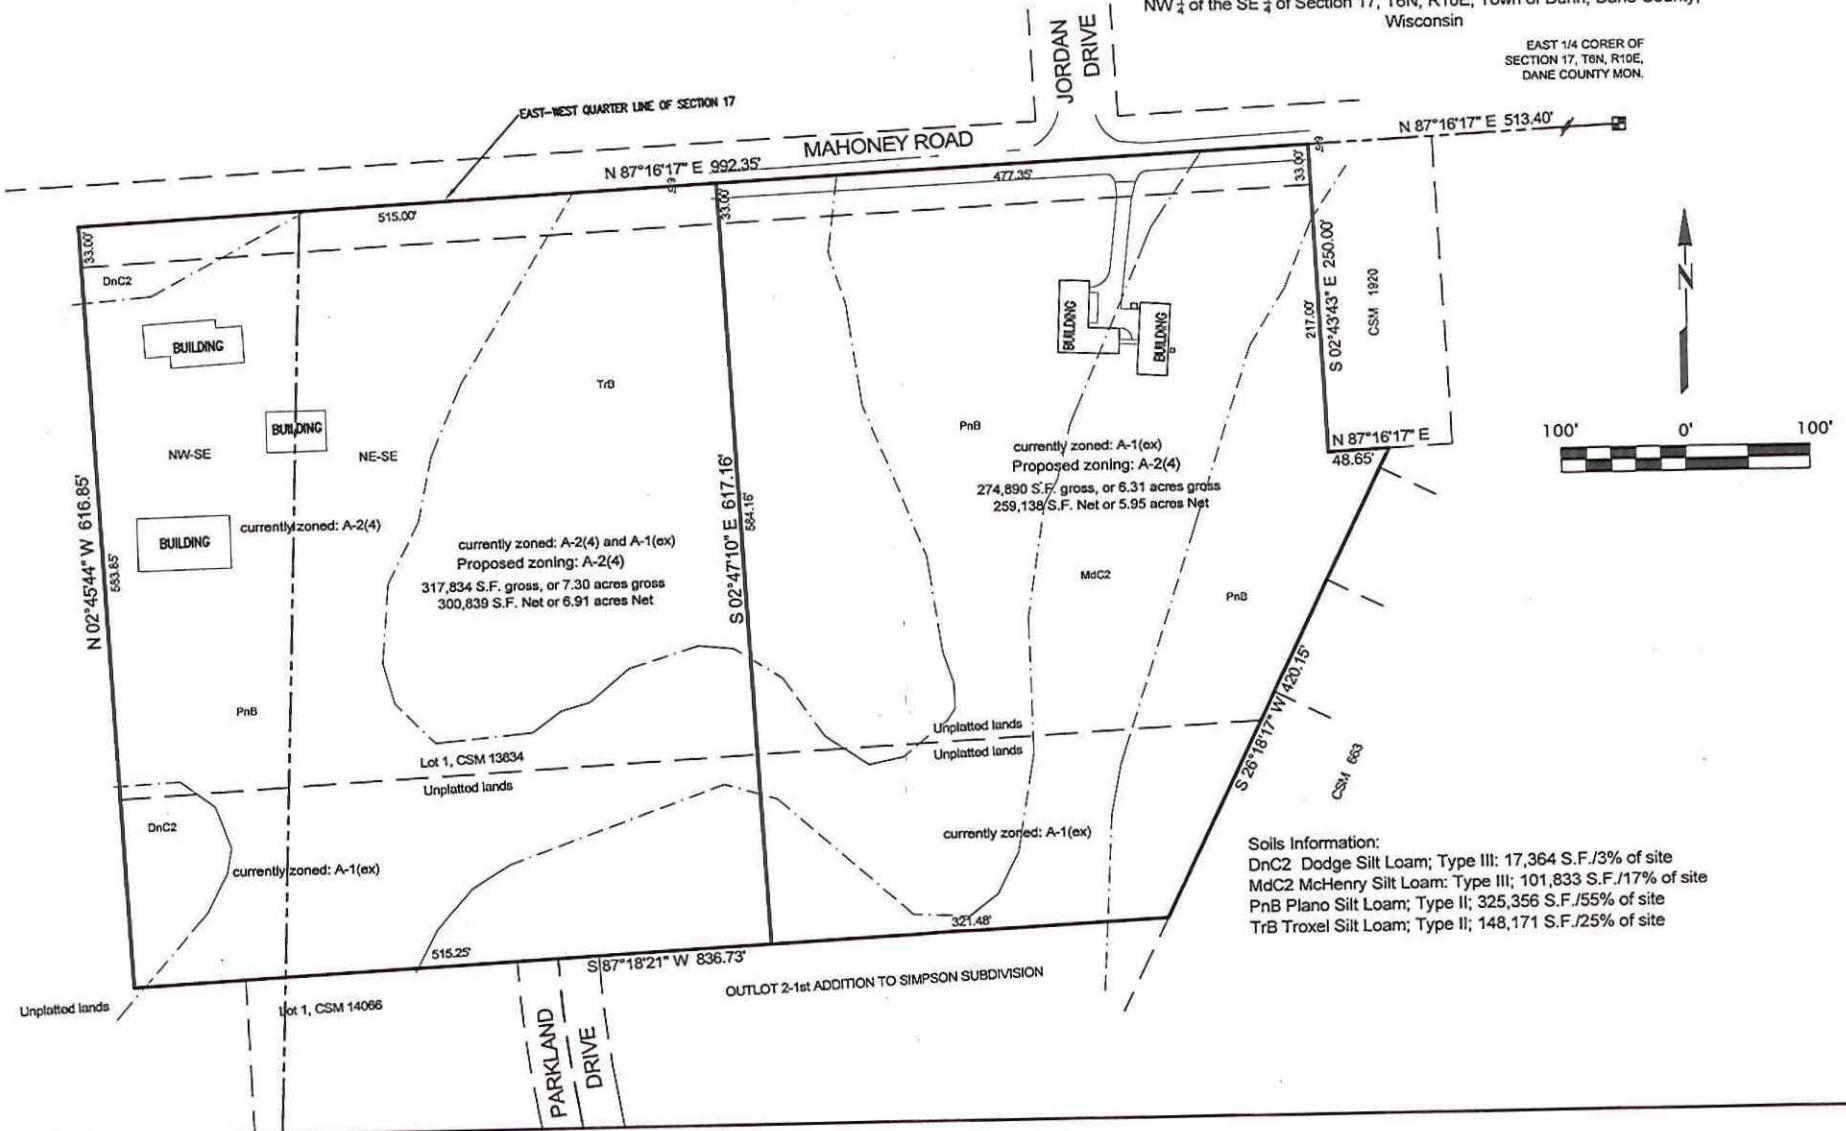 NW 1/4 of the SE 1/4 of Section 17, T6N, R10E, Town of Dunn, Dane County,
Wisconsin
EAST 1/4 CORER OF
SECTION 17, T6N, R10E,
DANE COUNTY MON.
JORDAN
DRIVE
EAST-WEST QUARTER LINE OF SECTION 17
MAHONEY ROAD
N 87°16'17" E 513.40'
N 87°16'17" E 992.35'
66
66
515.00'
477.35'
33.00'
33.00'
33.00'
DnC2
BUILDING
BUILDING
BUILDING
BUILDING
BUILDING
NW-SE
NE-SE
TrB
PnB
S 02°43'43" E 250.00'
217.00'
CSM 1920
N
100'
0'
100'
N 87°16'17" E
48.65'
currently zoned: A-1(ex)
Proposed zoning: A-2(4)
274,890 S.F. gross, or 6.31 acres gross
259,138 S.F. Net or 5.95 acres Net
N 02°45'44" W 616.85'
583.85'
currently zoned: A-2(4)
currently zoned: A-2(4) and A-1(ex)
Proposed zoning: A-2(4)
317,834 S.F. gross, or 7.30 acres gross
300,839 S.F. Net or 6.91 acres Net
S 02°47'10" E 617.16'
584.16'
MdC2
PnB
PnB
S 26°18'17" W 420.15'
CSM 663
Unplatted lands
Unplatted lands
Lot 1, CSM 13634
Unplatted lands
DnC2
currently zoned: A-1(ex)
currently zoned: A-1(ex)
Soils Information:
DnC2 Dodge Silt Loam; Type III: 17,364 S.F./3% of site
MdC2 McHenry Silt Loam: Type III; 101,833 S.F./17% of site
PnB Plano Silt Loam; Type II; 325,356 S.F./55% of site
TrB Troxel Silt Loam; Type II; 148,171 S.F./25% of site
515.25'
321.48'
S 87°18'21" W 836.73'
OUTLOT 2-1st ADDITION TO SIMPSON SUBDIVISION
Unplatted lands
Lot 1, CSM 14066
PARKLAND
DRIVE